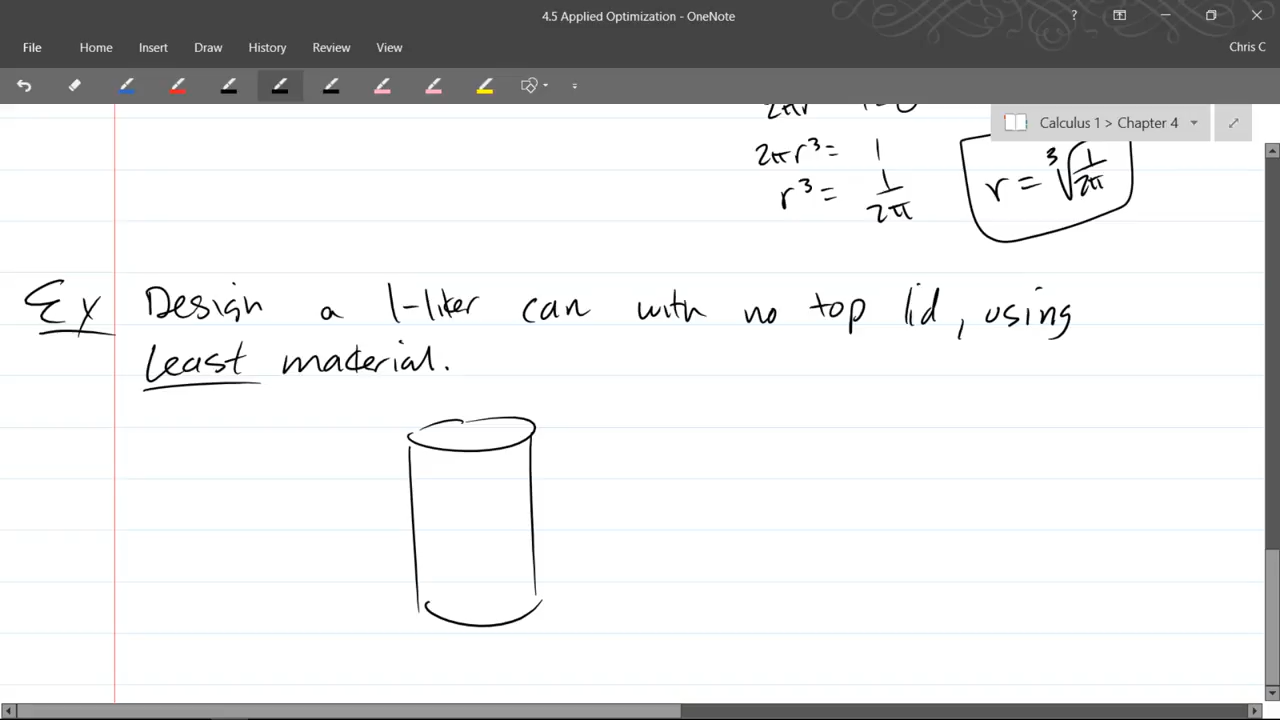 4.5 Applied Optimization - OneNote
?
File Home Insert Draw History Review View
Chris C
Calculus 1 > Chapter 4
2πr³ = 1
r³ = 1/2π
r = ³√(1/2π)
Ex Design a 1-liter can with no top lid, using
least material.